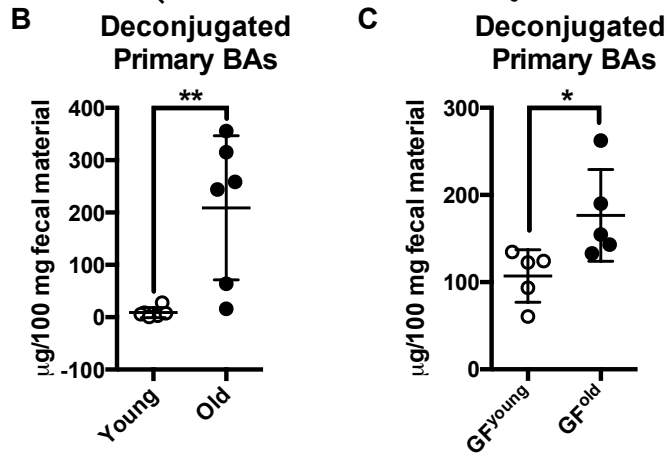 B
Deconjugated
Primary BAs
**
400
300
200
100
0
-100
μg/100 mg fecal material
Young
Old
C
Deconjugated
Primary BAs
*
300
200
100
0
μg/100 mg fecal material
GFyoung
GFold